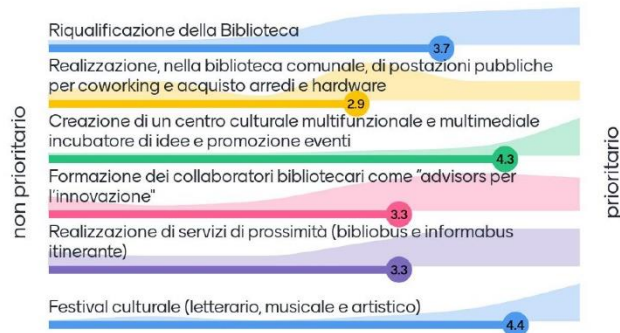 Riqualificazione della Biblioteca
3.7
Realizzazione, nella biblioteca comunale, di postazioni pubbliche
per coworking e acquisto arredi e hardware
2.9
Creazione di un centro culturale multifunzionale e multimediale
incubatore di idee e promozione eventi
4.3
Formazione dei collaboratori bibliotecari come "advisors per
l'innovazione"
3.3
Realizzazione di servizi di prossimità (bibliobus e informabus
itinerante)
3.3
Festival culturale (letterario, musicale e artistico)
4.4
non prioritario
prioritario